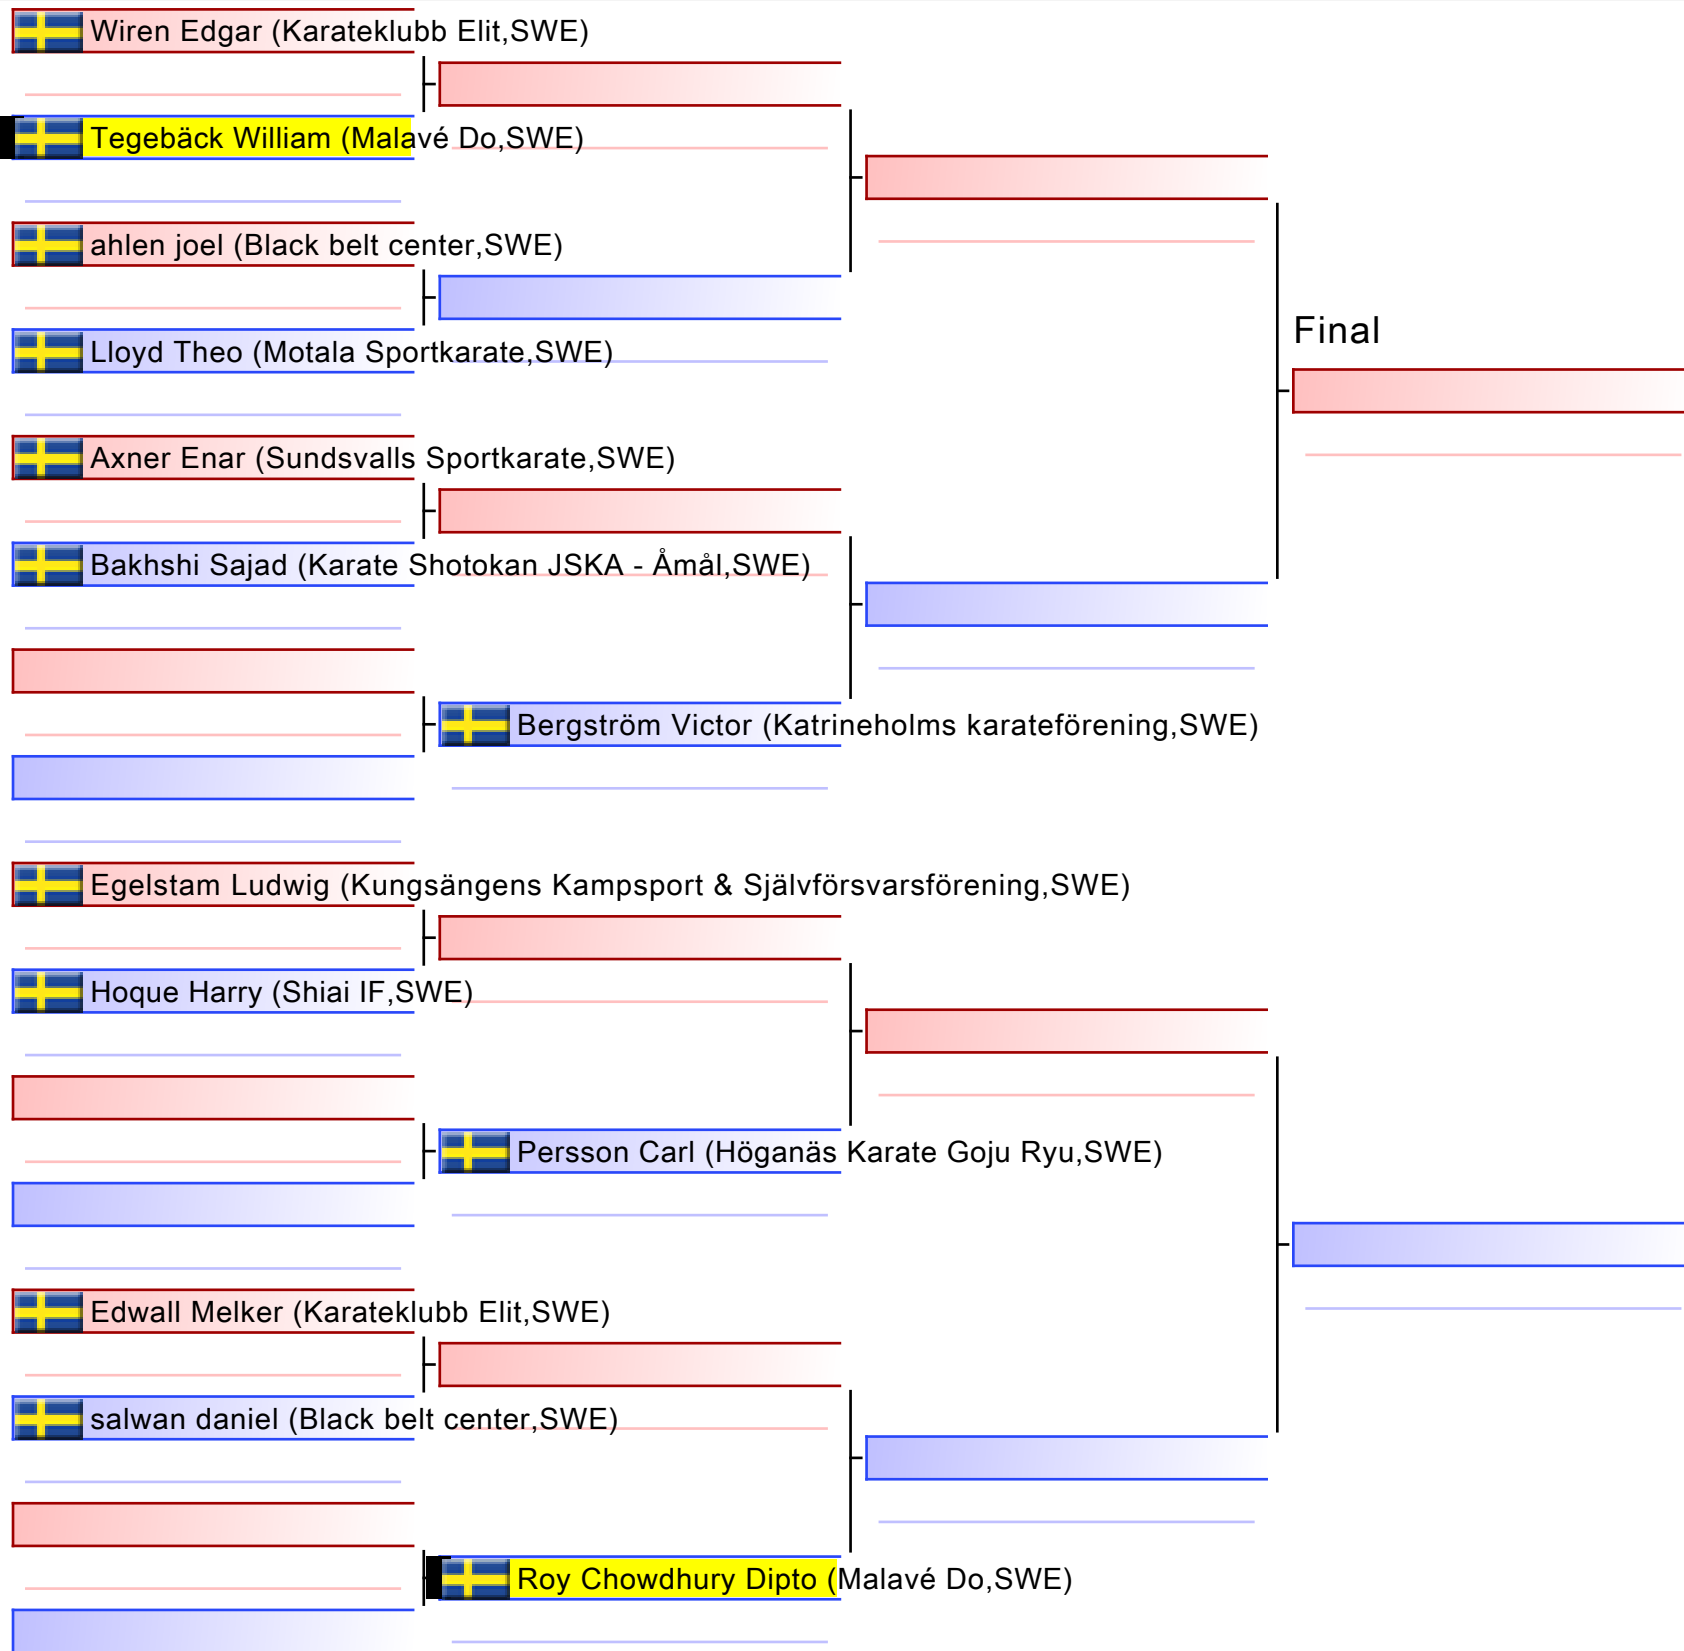 Wiren Edgar (Karateklubb Elit,SWE)
Tegebäck William (Malavé Do,SWE)
ahlen joel (Black belt center,SWE)
Lloyd Theo (Motala Sportkarate,SWE)
Final
Axner Enar (Sundsvalls Sportkarate,SWE)
Bakhshi Sajad (Karate Shotokan JSKA - Åmål,SWE)
Bergström Victor (Katrineholms karateförening,SWE)
Egelstam Ludwig (Kungsängens Kampsport & Självförsvarsförening,SWE)
Hoque Harry (Shiai IF,SWE)
Persson Carl (Höganäs Karate Goju Ryu,SWE)
Edwall Melker (Karateklubb Elit,SWE)
salwan daniel (Black belt center,SWE)
Roy Chowdhury Dipto (Malavé Do,SWE)